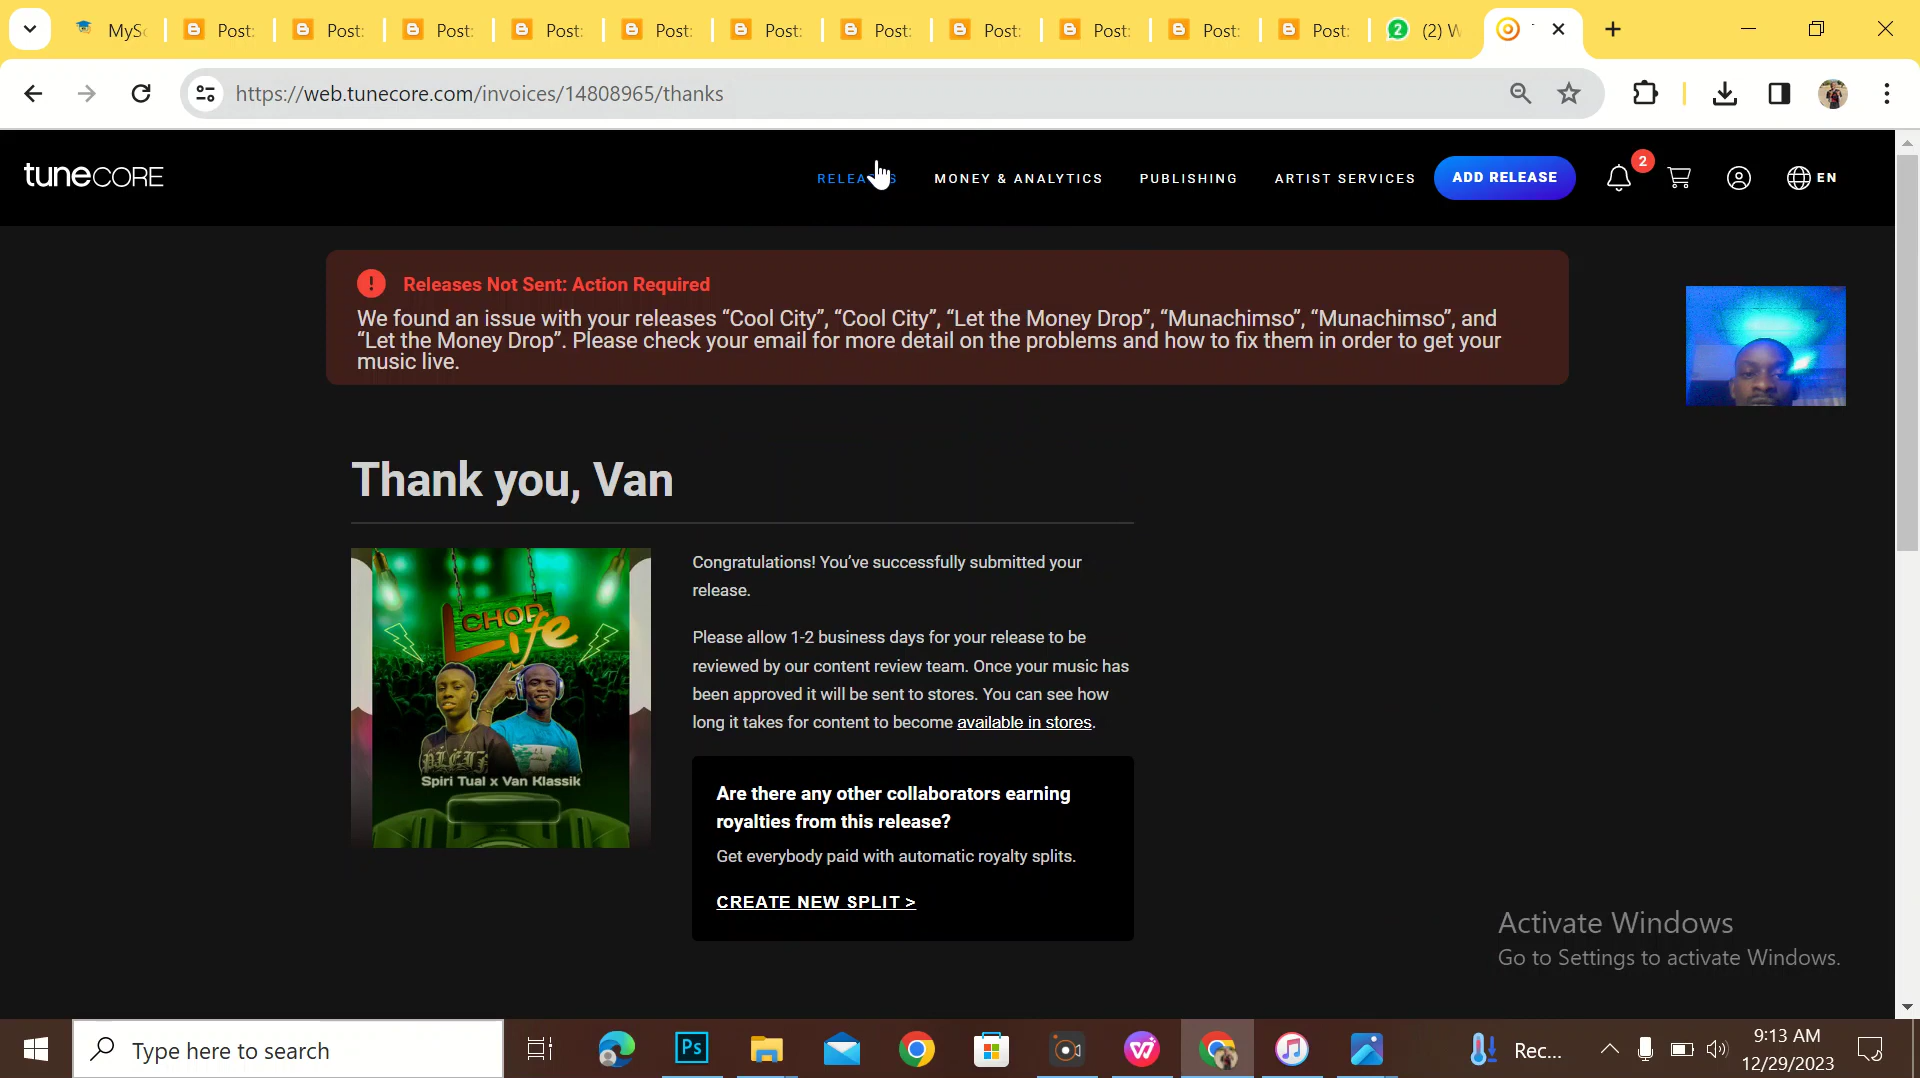 MyS
Post:
Post:
Post:
Post:
Post:
Post:
Post:
Post:
Post:
Post:
Post:
2
(2) W
https://web.tunecore.com/invoices/14808965/thanks
tunecore
RELEASES
MONEY & ANALYTICS
PUBLISHING
ARTIST SERVICES
ADD RELEASE
2
EN
Releases Not Sent: Action Required
We found an issue with your releases “Cool City”, “Cool City”, “Let the Money Drop”, “Munachimso”, “Munachimso”, and
“Let the Money Drop”. Please check your email for more detail on the problems and how to fix them in order to get your
music live.
Thank you, Van
CHOP
Life
Spiri Tual x Van Klassik
Congratulations! You’ve successfully submitted your
release.
Please allow 1-2 business days for your release to be
reviewed by our content review team. Once your music has
been approved it will be sent to stores. You can see how
long it takes for content to become available in stores.
Are there any other collaborators earning
royalties from this release?
Get everybody paid with automatic royalty splits.
CREATE NEW SPLIT >
Activate Windows
Go to Settings to activate Windows.
Type here to search
Ps
Rec...
9:13 AM
12/29/2023